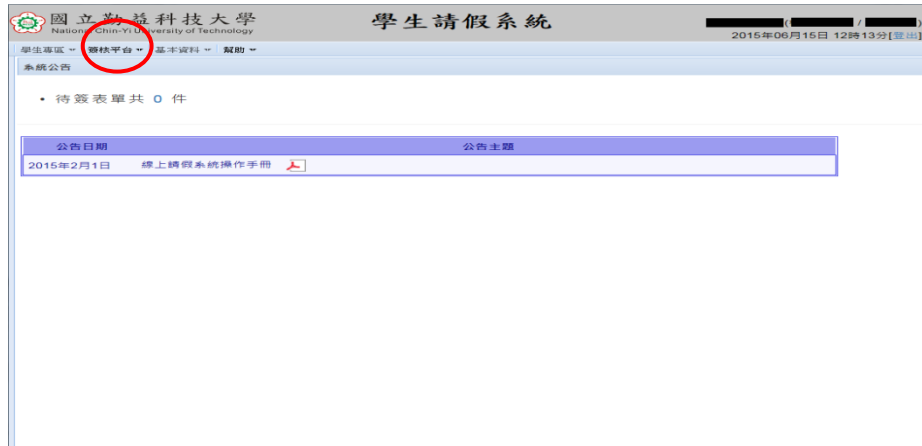 國立勤益科技大學
National Chin-Yi University of Technology
學生請假系統
( / )
2015年06月15日 12時13分[登出]
學生專區 簽核平台 基本資料 幫助
系統公告
• 待簽表單共 0 件
公告日期 公告主題
2015年2月1日 線上請假系統操作手冊